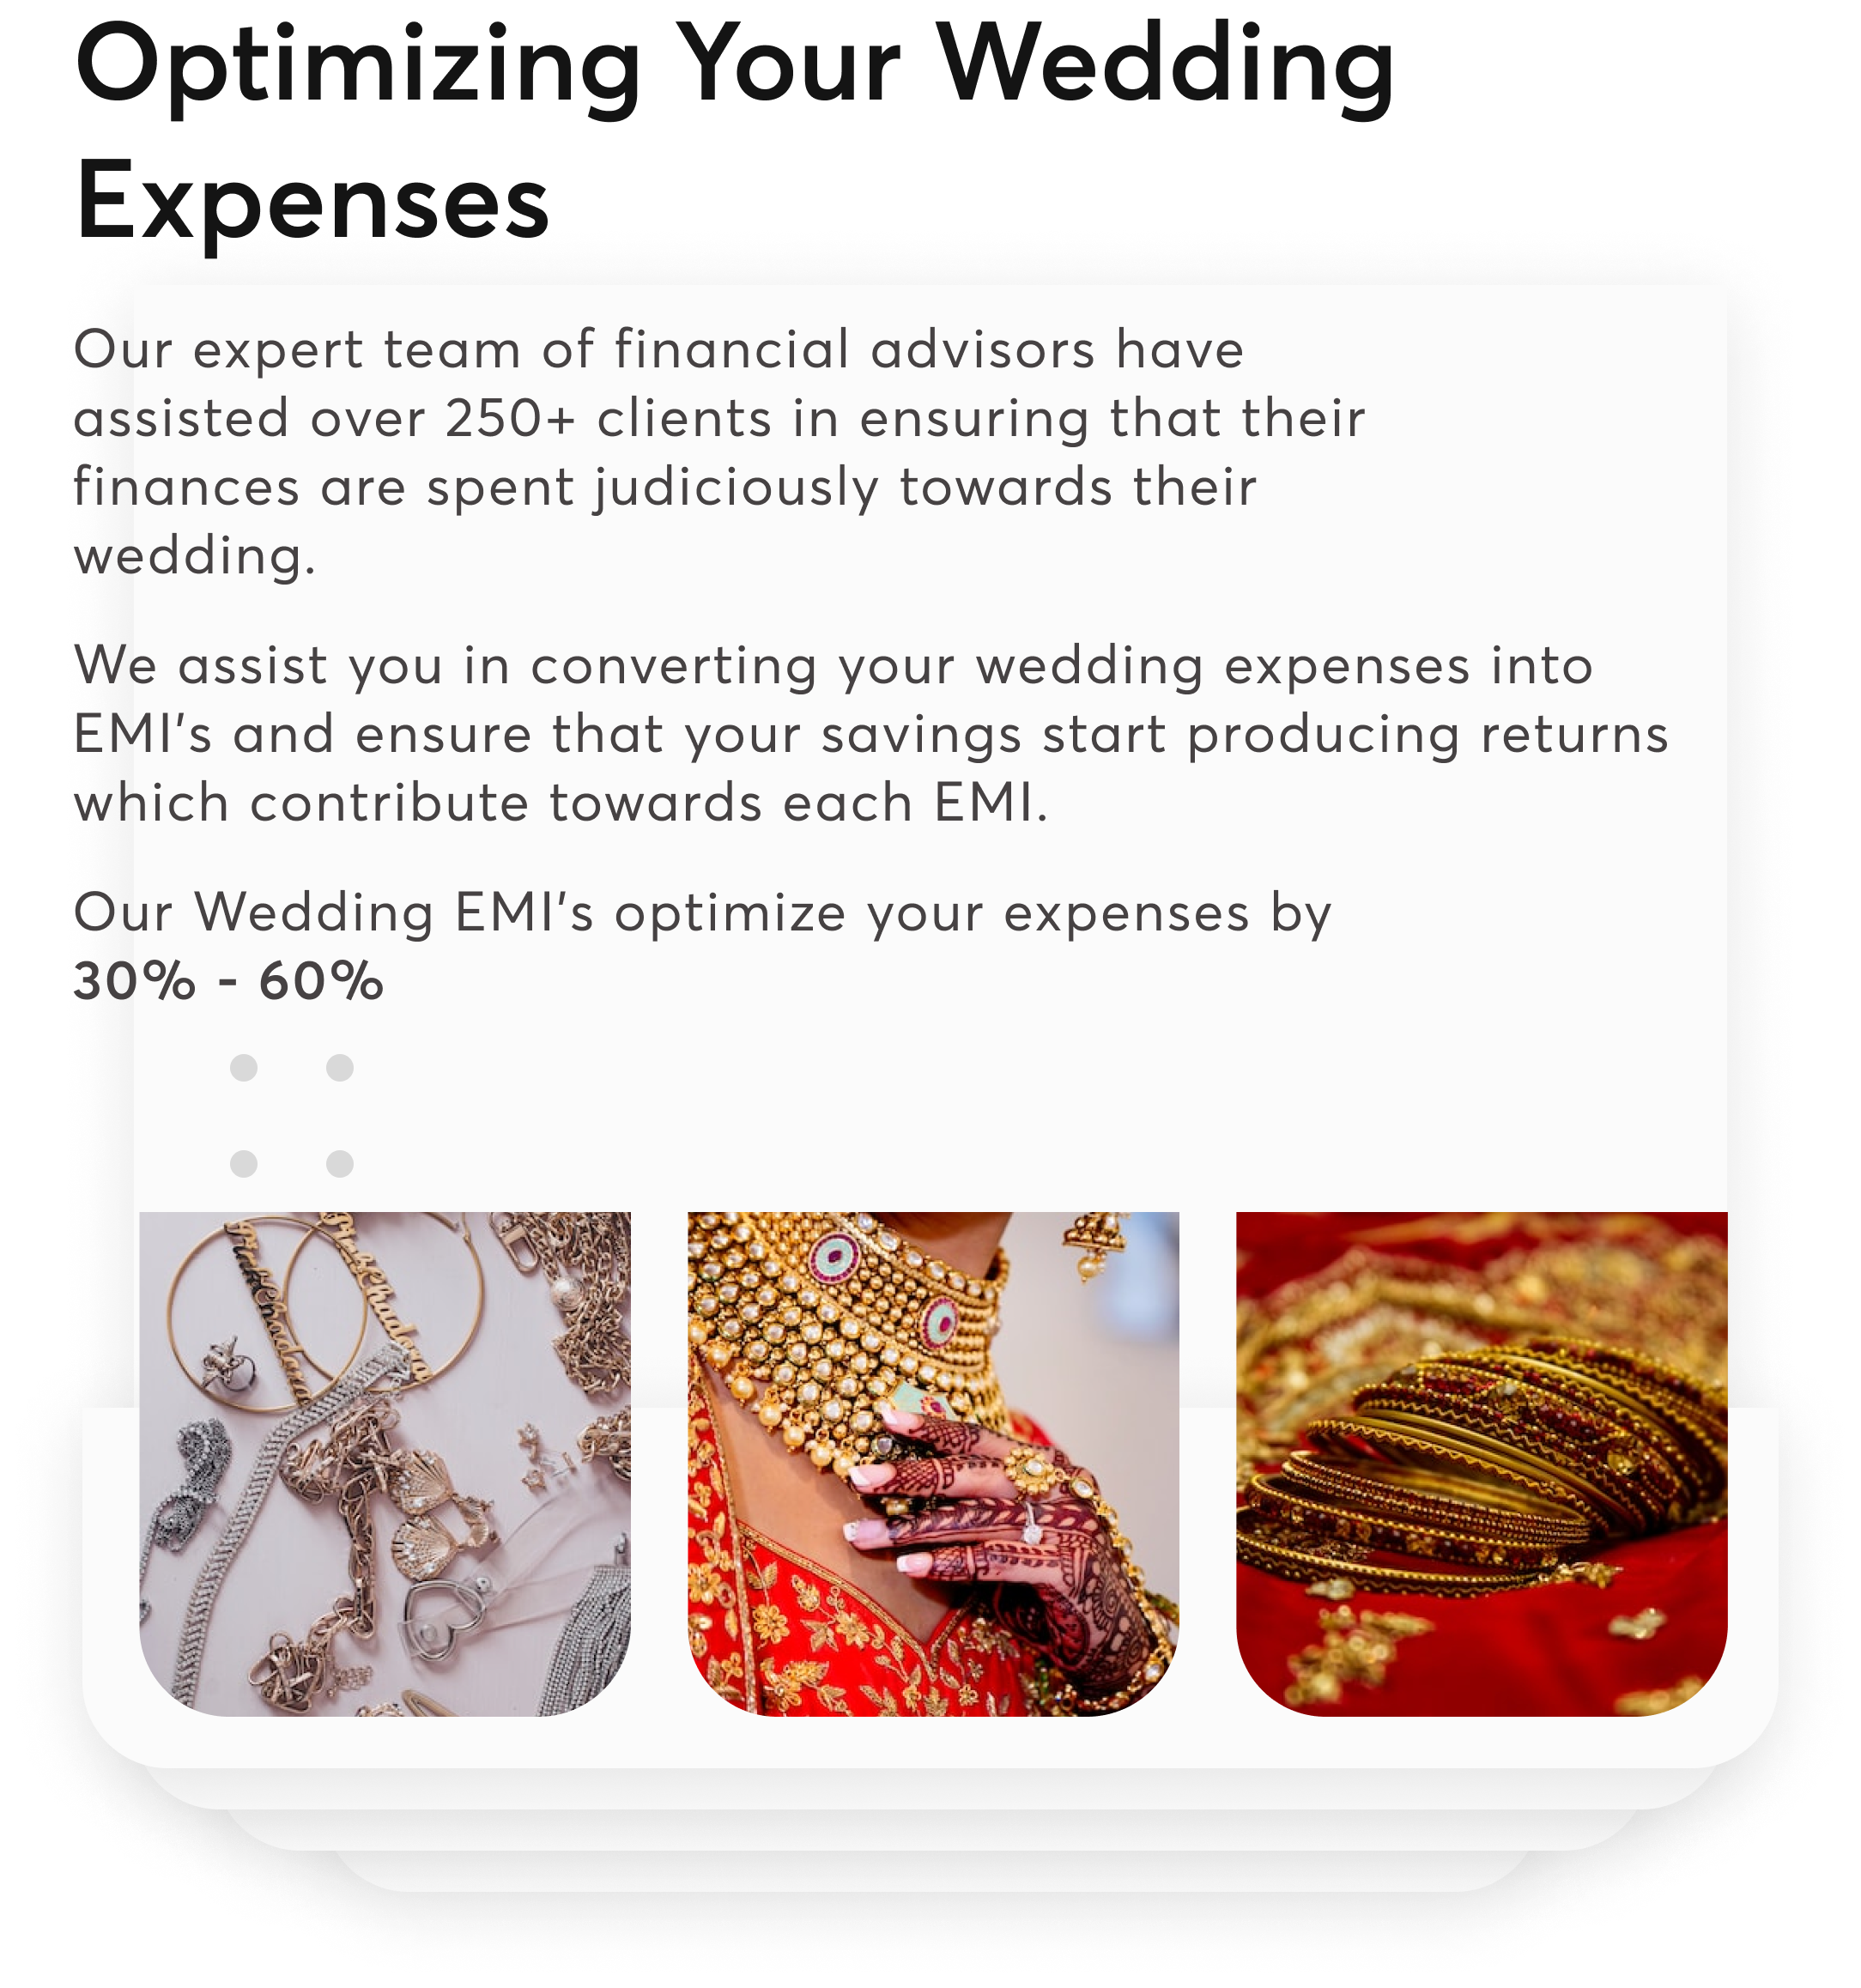 Optimizing Your Wedding
Expenses
Our expert team of financial advisors have
assisted over 250+ clients in ensuring that their
finances are spent judiciously towards their
wedding.
We assist you in converting your wedding expenses into
EMI's and ensure that your savings start producing returns
which contribute towards each EMI.
Our Wedding EMI's optimize your expenses by
30% - 60%